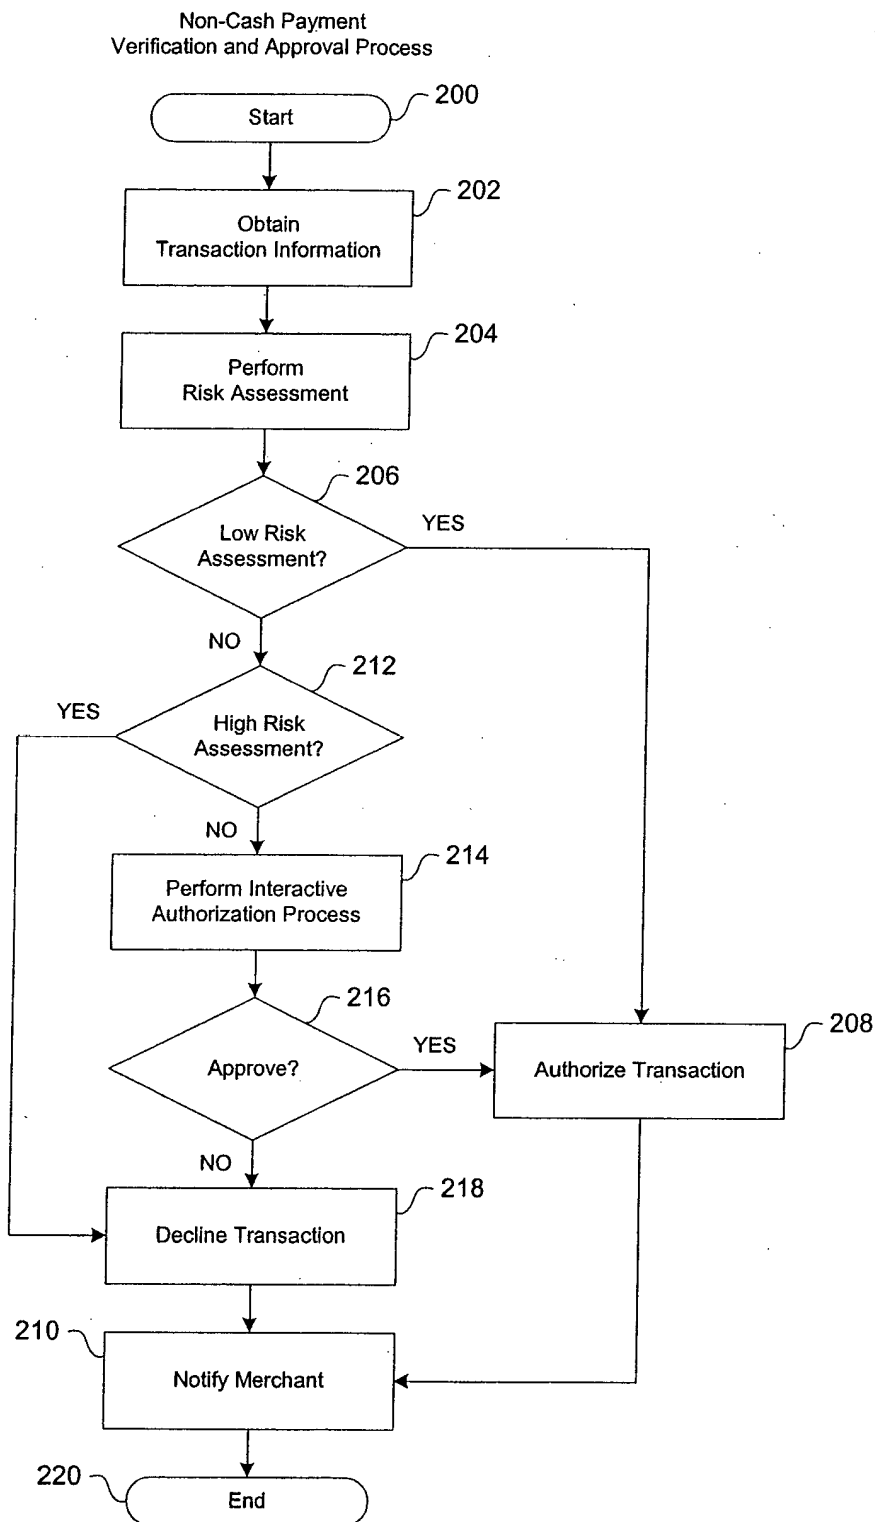 Non-Cash Payment
Verification and Approval Process
Start
200
Obtain
Transaction Information
202
Perform
Risk Assessment
204
Low Risk
Assessment?
206
YES
NO
High Risk
Assessment?
212
YES
NO
Perform Interactive
Authorization Process
214
Approve?
216
YES
Authorize Transaction
208
NO
Decline Transaction
218
210
Notify Merchant
220
End